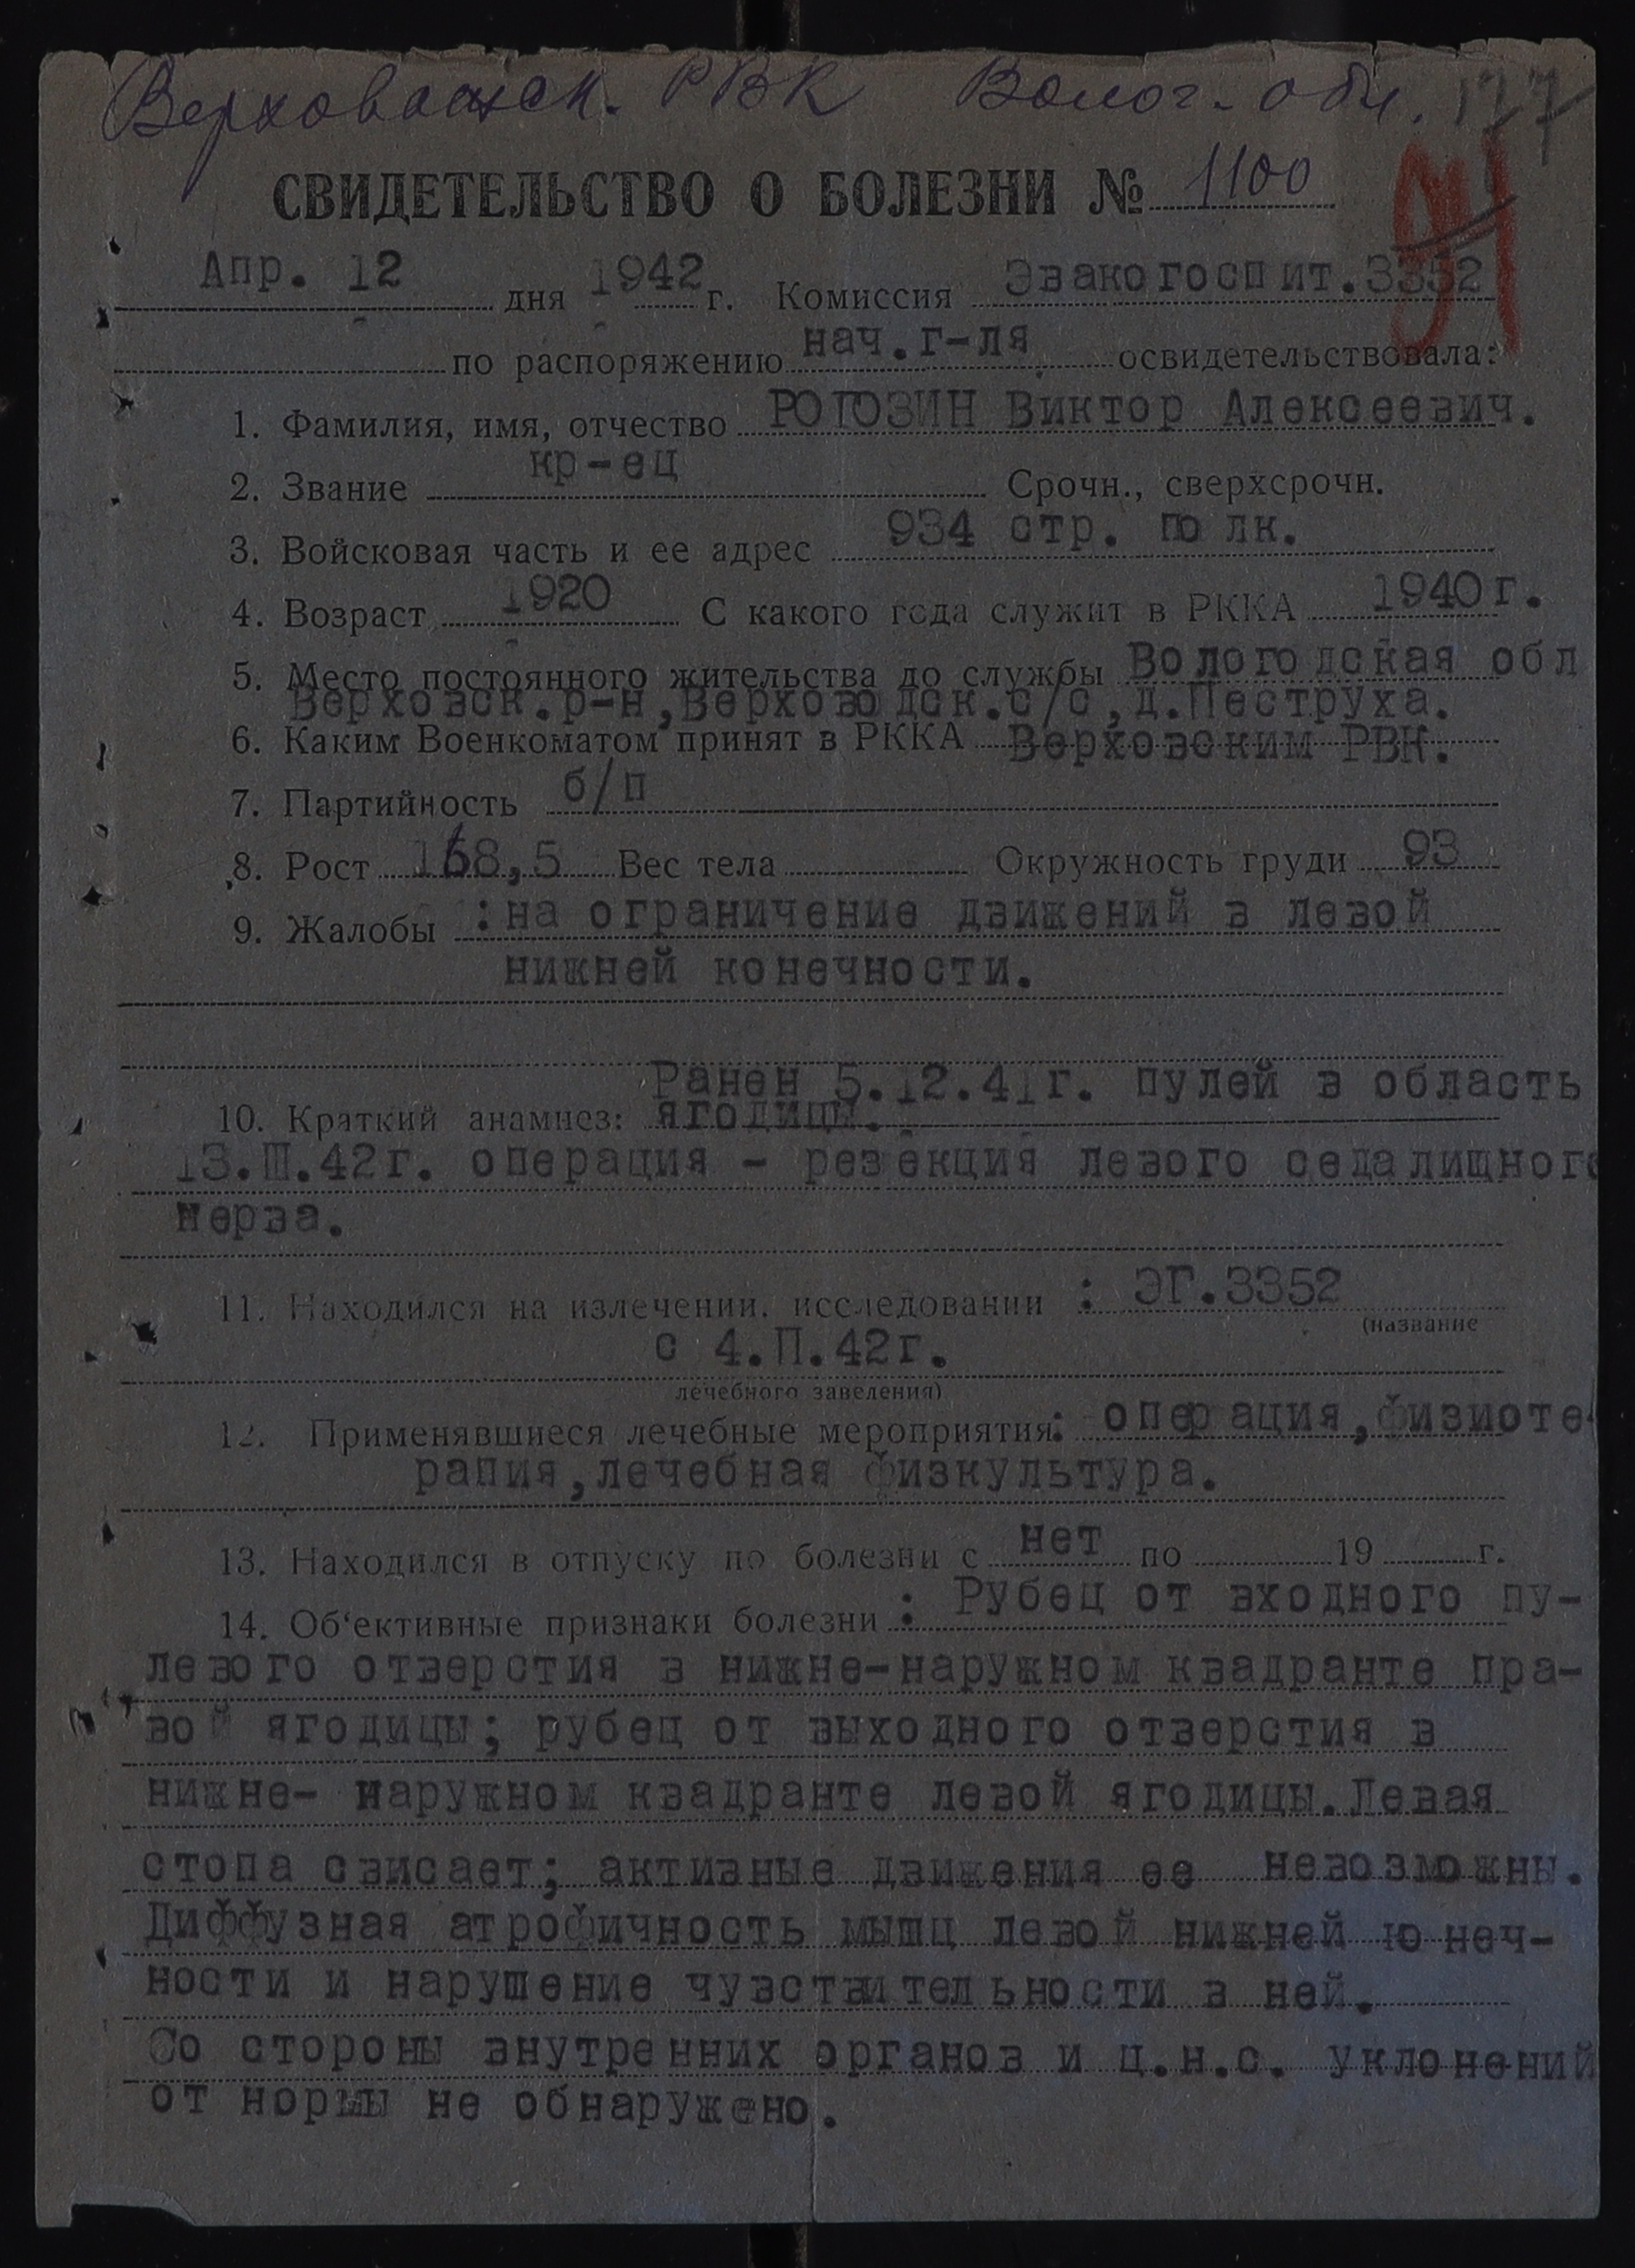 Верховажск. РВК Волог. обл. 127
СВИДЕТЕЛЬСТВО О БОЛЕЗНИ № 1100
91
Апр. 12 дня 1942 г. Комиссия Эвакогоспит.3352
по распоряжению нач.г-ля освидетельствовала:
1. Фамилия, имя, отчество РОГОЗИН Виктор Алексеевич.
2. Звание кр-ец Срочн., сверхсрочн.
3. Войсковая часть и ее адрес 934 стр. полк.
4. Возраст 1920 С какого года служит в РККА 1940г.
5. Место постоянного жительства до службы Вологодская обл
Верховск.р-н,Верховодск.с/с,д.Пеструха.
6. Каким Военкоматом принят в РККА Верховским РВК.
7. Партийность б/п
8. Рост 168,5 Вес тела Окружность груди 93
9. Жалобы :на ограничение движений в левой
нижней конечности.
Ранен 5.12.41г. пулей в область
10. Краткий анамнез: ягодицы.
13.III.42г. операция - резекция левого седалищного
нерва.
11. Находился на излечении. исследовании : ЭГ.3352
(название
с 4.П.42г.
лечебного заведения)
12. Применявшиеся лечебные мероприятия: операция,физиоте-
рапия,лечебная физкультура.
13. Находился в отпуску по болезни с нет по 19 г.
14. Об'ективные признаки болезни : Рубец от входного пу-
левого отверстия в нижне-наружном квадранте пра-
вой ягодицы; рубец от выходного отверстия в
нижне- наружном квадранте левой ягодицы.Левая
стопа свисает; активные движения ее невозможны.
Диффузная атрофичность мышц левой нижней конеч-
ности и нарушение чувствительности в ней.
Со стороны внутренних органов и ц.н.с. уклонений
от нормы не обнаружено.